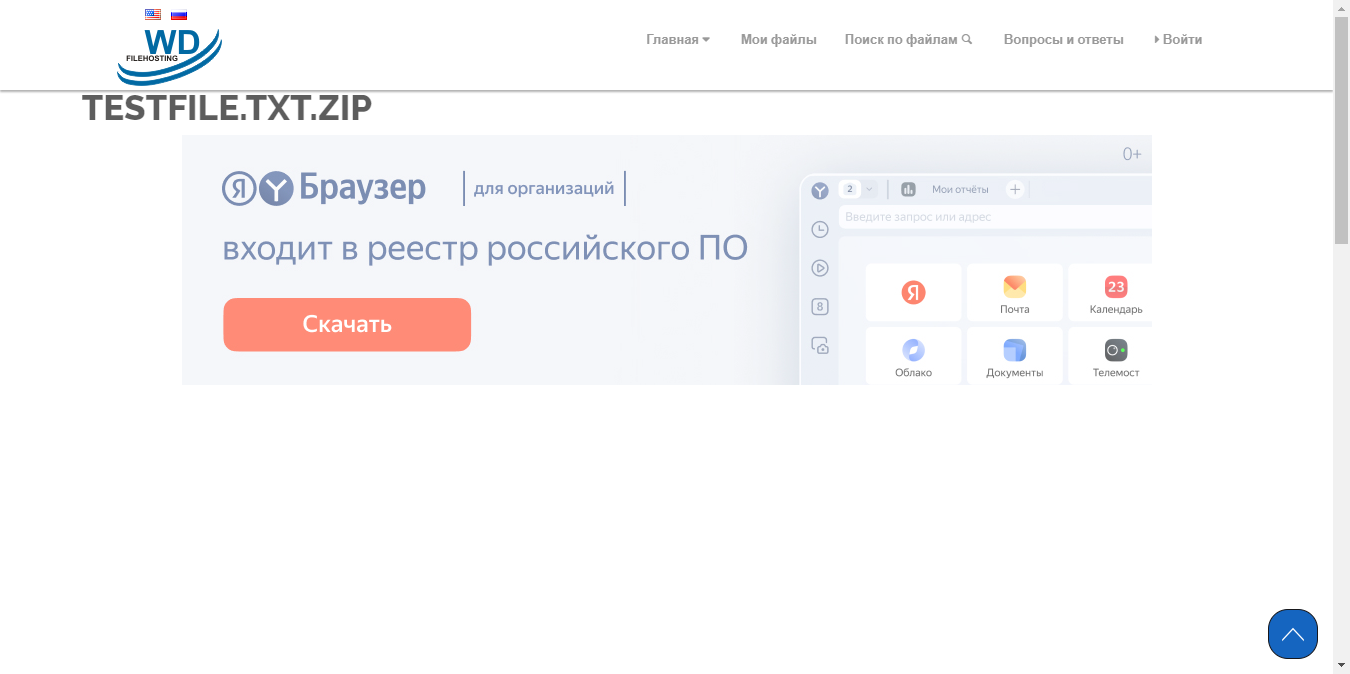 WD
FILEHOSTING
Главная
Мои файлы
Поиск по файлам
Вопросы и ответы
Войти
TESTFILE.TXT.ZIP
0+
Я Браузер
для организаций
входит в реестр российского ПО
Скачать
2
Мои отчёты
Введите запрос или адрес
8
Я
Почта
23
Календарь
Облако
Документы
Телемост